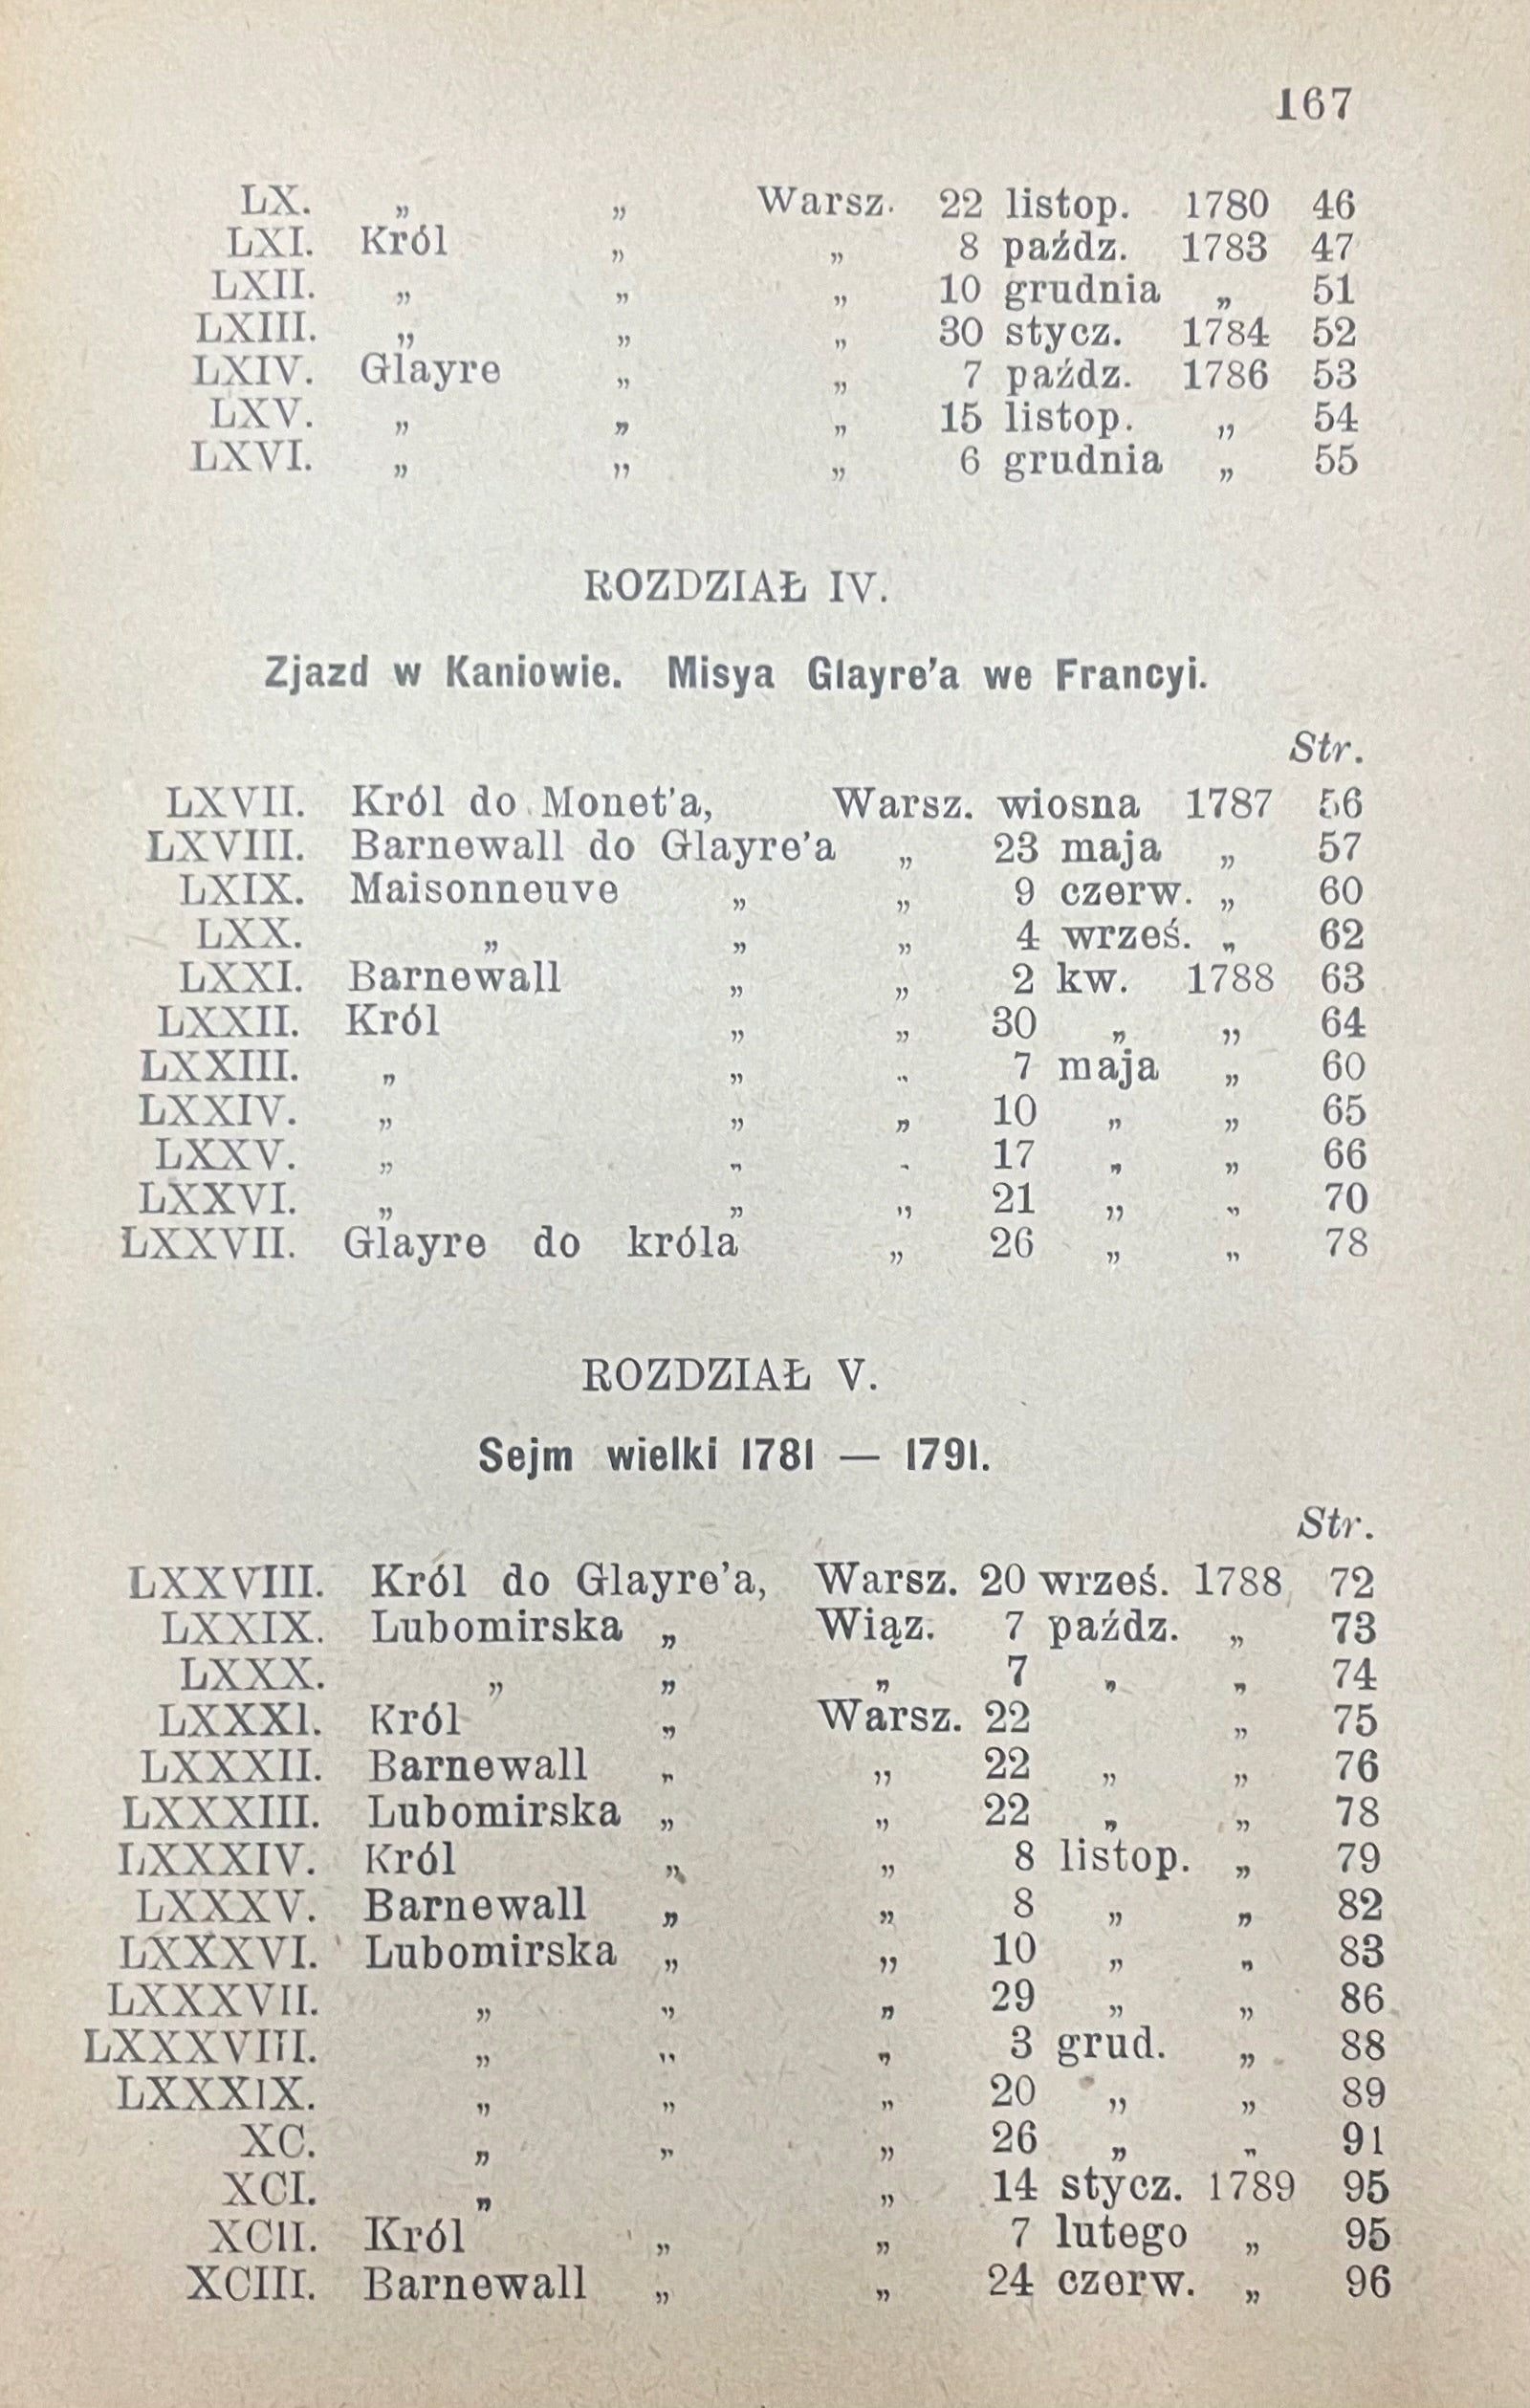 167
LX. „ „ Warsz. 22 listop. 1780 46
LXI. Król „ „ 8 paźdz. 1783 47
LXII. „ „ „ 10 grudnia „ 51
LXIII. „ „ „ 30 stycz. 1784 52
LXIV. Glayre „ „ 7 paźdz. 1786 53
LXV. „ „ „ 15 listop. „ 54
LXVI. „ „ „ 6 grudnia „ 55
ROZDZIAŁ IV.
Zjazd w Kaniowie. Misya Glayre'a we Francyi.
Str.
LXVII. Król do Monet'a, Warsz. wiosna 1787 56
LXVIII. Barnewall do Glayre'a „ 23 maja „ 57
LXIX. Maisonneuve „ „ 9 czerw. „ 60
LXX. „ „ „ 4 wrześ. „ 62
LXXI. Barnewall „ „ 2 kw. 1788 63
LXXII. Król „ „ 30 „ „ 64
LXXIII. „ „ „ 7 maja „ 60
LXXIV. „ „ „ 10 „ „ 65
LXXV. „ „ „ 17 „ „ 66
LXXVI. „ „ „ 21 „ „ 70
LXXVII. Glayre do króla „ 26 „ „ 78
ROZDZIAŁ V.
Sejm wielki 1781 — 1791.
Str.
LXXVIII. Król do Glayre'a, Warsz. 20 wrześ. 1788 72
LXXIX. Lubomirska „ Wiąz. 7 paźdz. „ 73
LXXX. „ „ „ 7 „ „ 74
LXXXI. Król „ Warsz. 22 „ 75
LXXXII. Barnewall „ „ 22 „ „ 76
LXXXIII. Lubomirska „ „ 22 „ „ 78
LXXXIV. Król „ „ 8 listop. „ 79
LXXXV. Barnewall „ „ 8 „ „ 82
LXXXVI. Lubomirska „ „ 10 „ „ 83
LXXXVII. „ „ „ 29 „ „ 86
LXXXVIII. „ „ „ 3 grud. „ 88
LXXXIX. „ „ „ 20 „ „ 89
XC. „ „ „ 26 „ „ 91
XCI. „ „ 14 stycz. 1789 95
XCII. Król „ „ 7 lutego „ 95
XCIII. Barnewall „ „ 24 czerw. „ 96